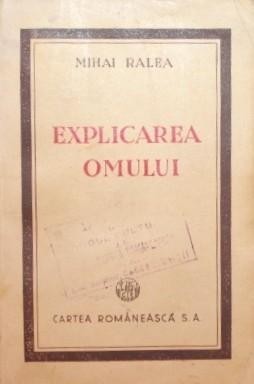 MIHAI RALEA
EXPLICAREA
OMULUI
CARTEA ROMÂNEASCĂ S.A.